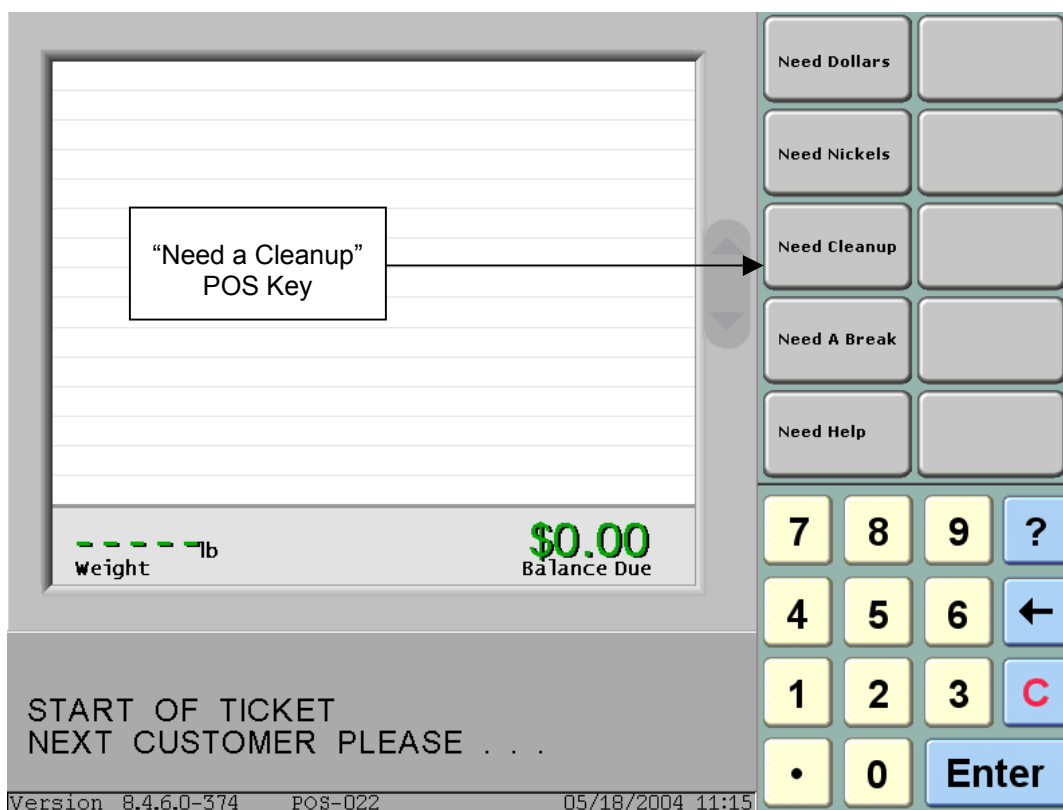 Need Dollars
Need Nickels
“Need a Cleanup”
POS Key
Need Cleanup
Need A Break
Need Help
- - - - -lb
Weight
$0.00
Balance Due
7 8 9 ?
4 5 6 ←
1 2 3 C
• 0 Enter
START OF TICKET
NEXT CUSTOMER PLEASE . . .
Version 8.4.6.0-374 POS-022 05/18/2004 11:15